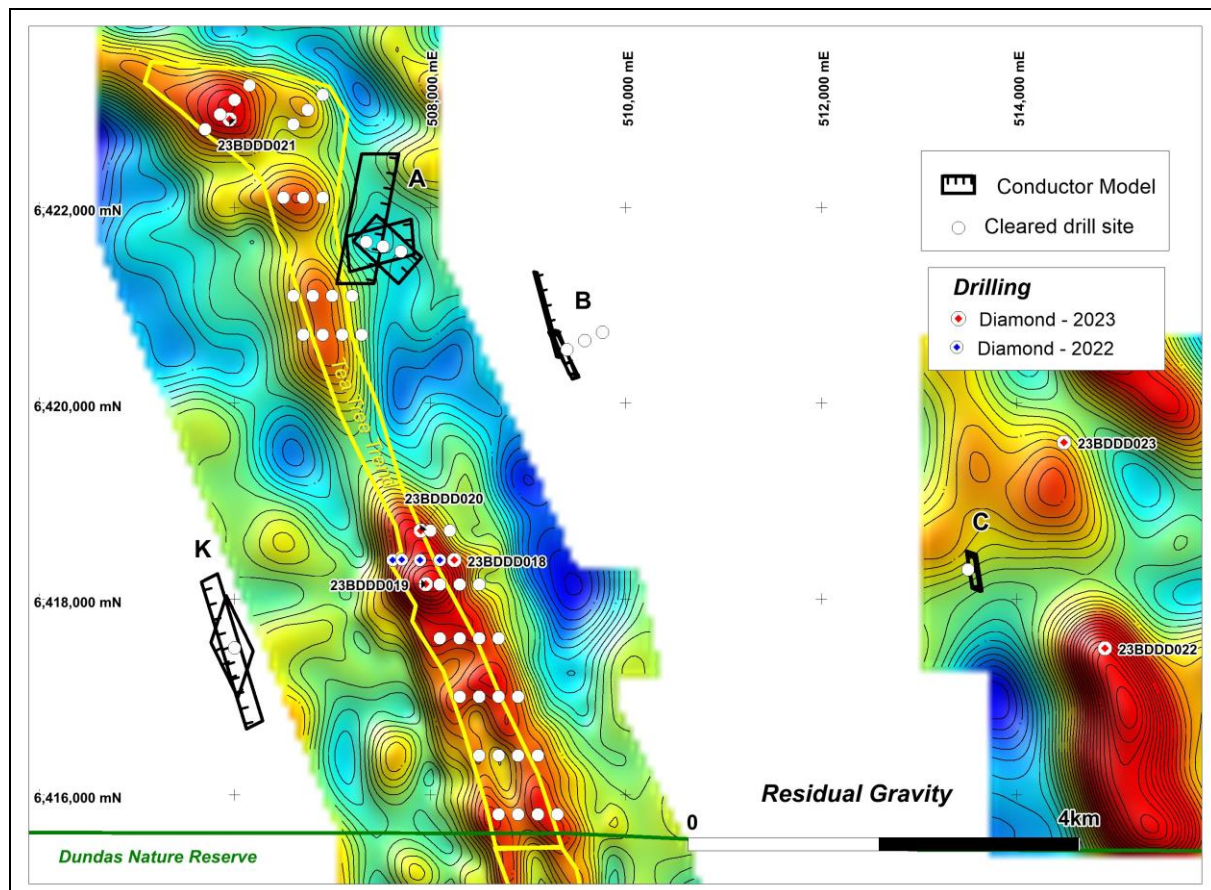 508,000 mE
510,000 mE
512,000 mE
514,000 mE
23BDDD021
A
6,422,000 mN
Conductor Model
Cleared drill site
B
Drilling
Diamond - 2023
Diamond - 2022
6,420,000 mN
Tea Tree Trend
23BDDD023
23BDDD020
C
K
23BDDD018
23BDDD019
6,418,000 mN
23BDDD022
6,416,000 mN
Residual Gravity
0
4km
Dundas Nature Reserve